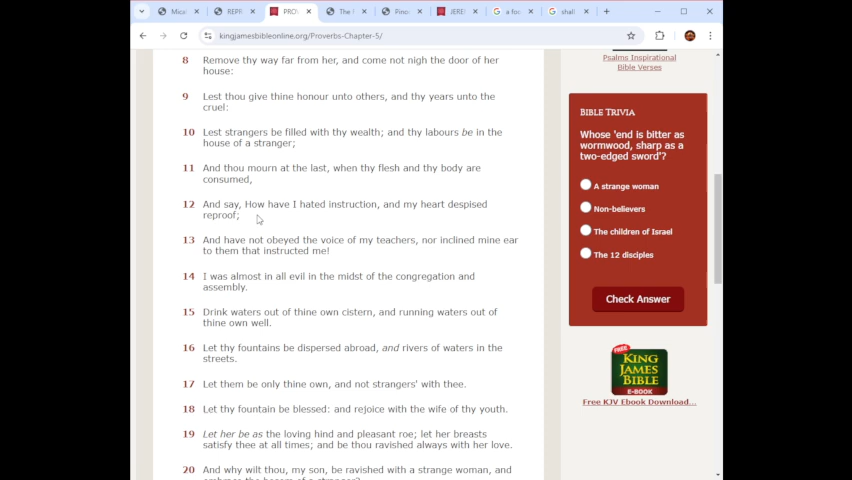 Mical
REPR
PROV
The I
Pino
JEREI
a foc
shall
kingjamesbibleonline.org/Proverbs-Chapter-5/
8 Remove thy way far from her, and come not nigh the door of her
house:
9 Lest thou give thine honour unto others, and thy years unto the
cruel:
10 Lest strangers be filled with thy wealth; and thy labours be in the
house of a stranger;
11 And thou mourn at the last, when thy flesh and thy body are
consumed,
12 And say, How have I hated instruction, and my heart despised
reproof;
13 And have not obeyed the voice of my teachers, nor inclined mine ear
to them that instructed me!
14 I was almost in all evil in the midst of the congregation and
assembly.
15 Drink waters out of thine own cistern, and running waters out of
thine own well.
16 Let thy fountains be dispersed abroad, and rivers of waters in the
streets.
17 Let them be only thine own, and not strangers' with thee.
18 Let thy fountain be blessed: and rejoice with the wife of thy youth.
19 Let her be as the loving hind and pleasant roe; let her breasts
satisfy thee at all times; and be thou ravished always with her love.
20 And why wilt thou, my son, be ravished with a strange woman, and
embrace the bosom of a stranger?
Psalms Inspirational
Bible Verses
BIBLE TRIVIA
Whose 'end is bitter as
wormwood, sharp as a
two-edged sword'?
A strange woman
Non-believers
The children of Israel
The 12 disciples
Check Answer
FREE
KING
JAMES
BIBLE
E-BOOK
Free KJV Ebook Download...